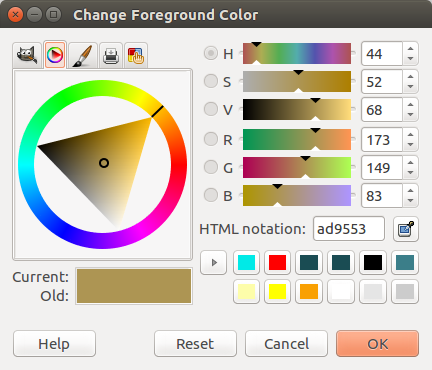 Change Foreground Color
H 44
S 52
V 68
R 173
G 149
B 83
HTML notation: ad9553
Current:
Old:
Help Reset Cancel OK